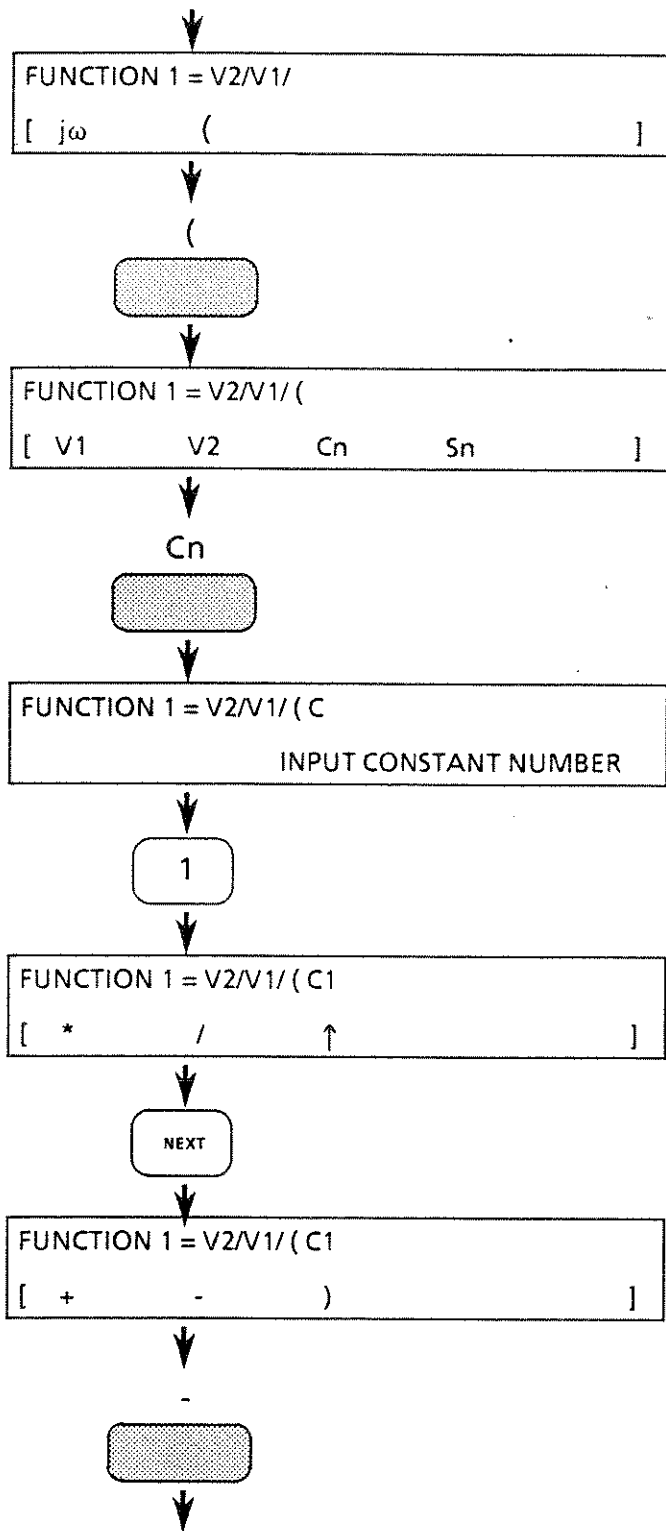 FUNCTION 1 = V2/V1/
[ jω ( ]
(
FUNCTION 1 = V2/V1/ (
[ V1 V2 Cn Sn ]
Cn
FUNCTION 1 = V2/V1/ ( C
INPUT CONSTANT NUMBER
1
FUNCTION 1 = V2/V1/ ( C1
[ * / ↑ ]
NEXT
FUNCTION 1 = V2/V1/ ( C1
[ + - ) ]
-